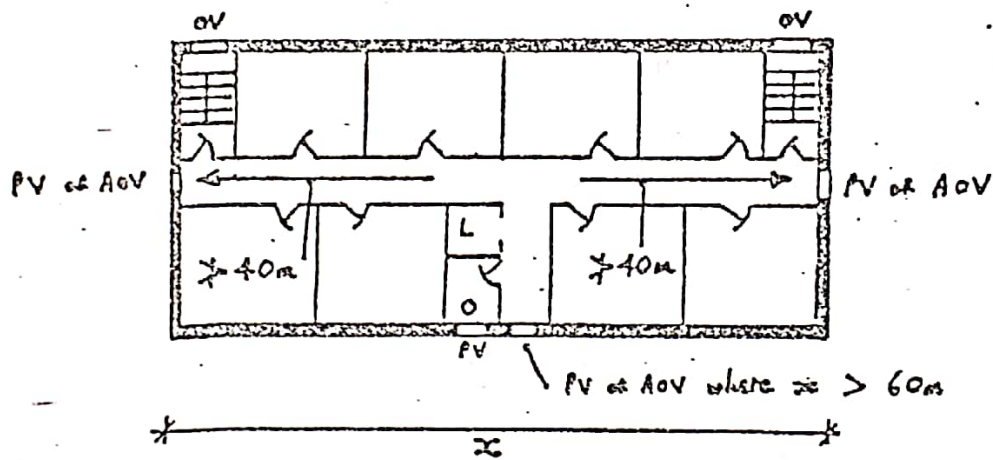 OV OV
PV or AOV PV or AOV
L
≯ 40m ≯ 40m
O
PV
PV or AOV where x > 60m
x